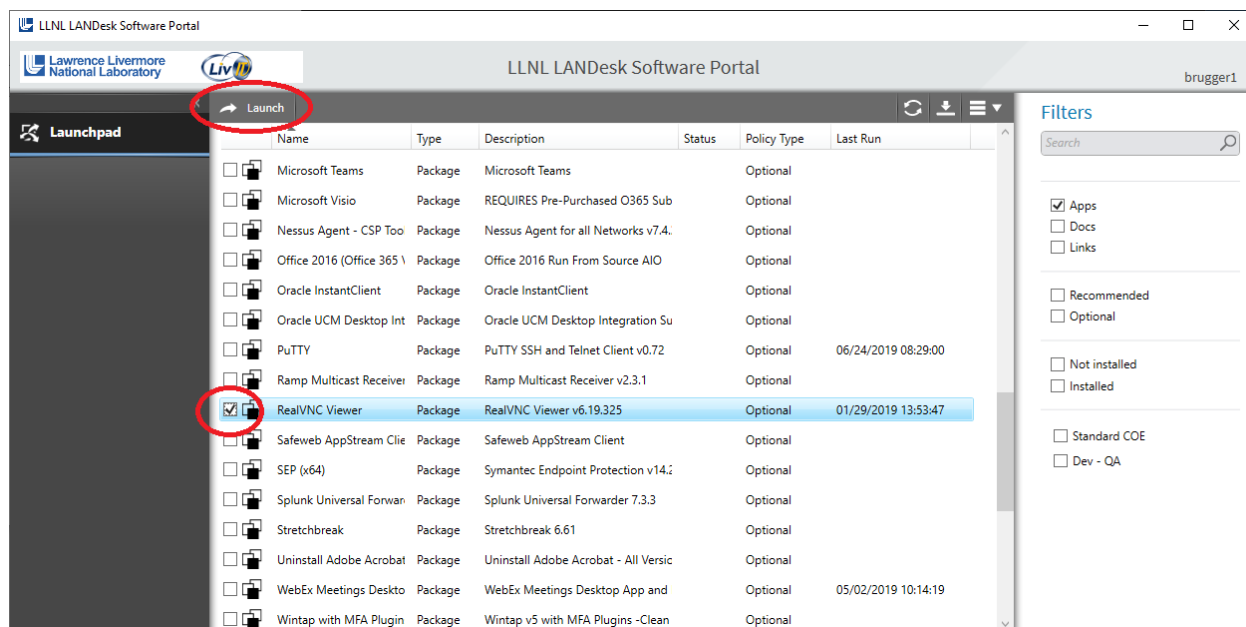 LLNL LANDesk Software Portal
Lawrence Livermore
National Laboratory
Liv
LLNL LANDesk Software Portal
brugger1
Launchpad
Launch
Name Type Description Status Policy Type Last Run
Microsoft Teams Package Microsoft Teams Optional
Microsoft Visio Package REQUIRES Pre-Purchased O365 Sub Optional
Nessus Agent - CSP Too Package Nessus Agent for all Networks v7.4. Optional
Office 2016 (Office 365 \ Package Office 2016 Run From Source AIO Optional
Oracle InstantClient Package Oracle InstantClient Optional
Oracle UCM Desktop Int Package Oracle UCM Desktop Integration Su Optional
PuTTY Package PuTTY SSH and Telnet Client v0.72 Optional 06/24/2019 08:29:00
Ramp Multicast Receiver Package Ramp Multicast Receiver v2.3.1 Optional
RealVNC Viewer Package RealVNC Viewer v6.19.325 Optional 01/29/2019 13:53:47
Safeweb AppStream Clie Package Safeweb AppStream Client Optional
SEP (x64) Package Symantec Endpoint Protection v14.2 Optional
Splunk Universal Forwar Package Splunk Universal Forwarder 7.3.3 Optional
Stretchbreak Package Stretchbreak 6.61 Optional
Uninstall Adobe Acrobat Package Uninstall Adobe Acrobat - All Versic Optional
WebEx Meetings Deskto Package WebEx Meetings Desktop App and Optional 05/02/2019 10:14:19
Wintap with MFA Plugin Package Wintap v5 with MFA Plugins -Clean Optional
Filters
Search
Apps
Docs
Links
Recommended
Optional
Not installed
Installed
Standard COE
Dev - QA